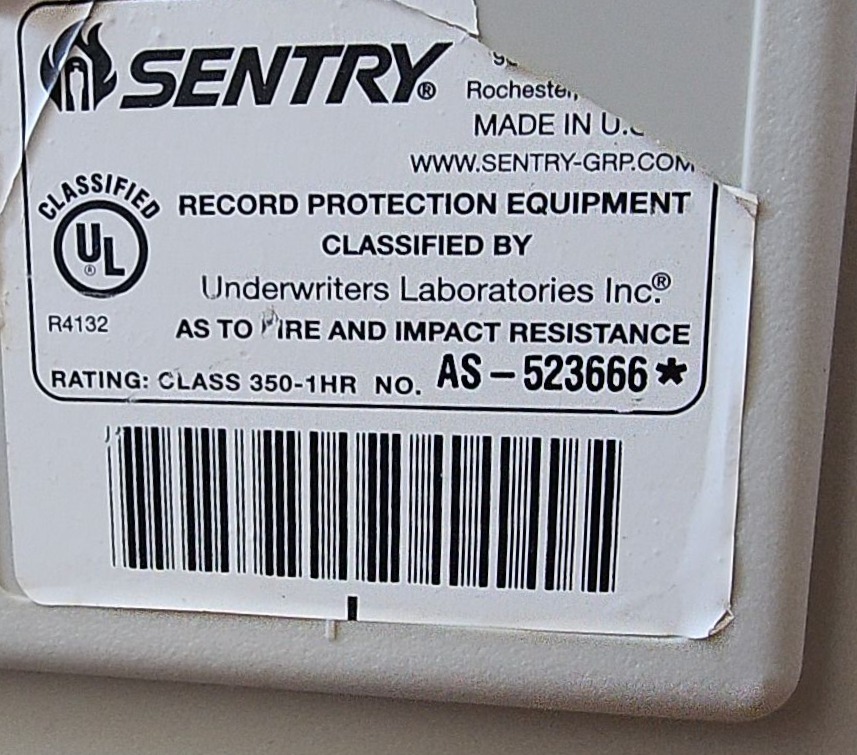 SENTRY®
MADE IN
WWW.SENTRY-GRP.COM
CLASSIFIED
UL®
R4132
RECORD PROTECTION EQUIPMENT
CLASSIFIED BY
Underwriters Laboratories Inc.®
AS TO FIRE AND IMPACT RESISTANCE
RATING: CLASS 350-1HR NO. AS-523666*